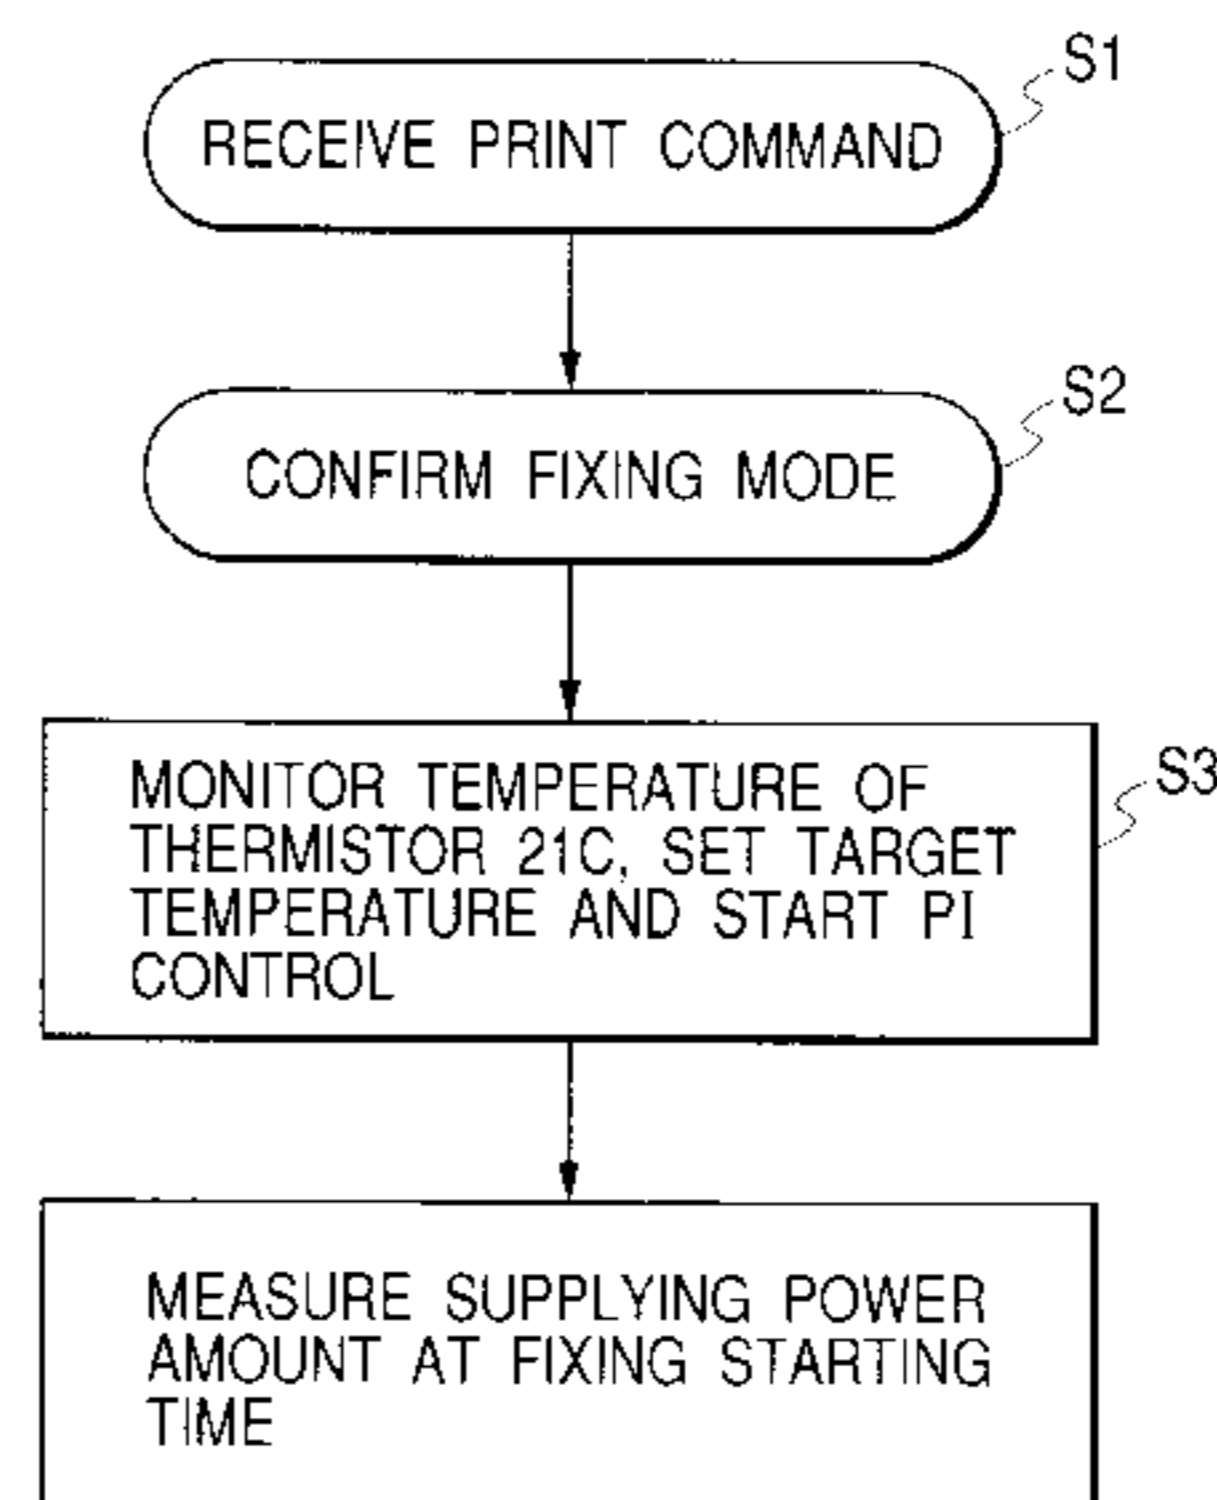 S1
RECEIVE PRINT COMMAND
S2
CONFIRM FIXING MODE
S3
MONITOR TEMPERATURE OF
THERMISTOR 21C, SET TARGET
TEMPERATURE AND START PI
CONTROL
MEASURE SUPPLYING POWER
AMOUNT AT FIXING STARTING
TIME